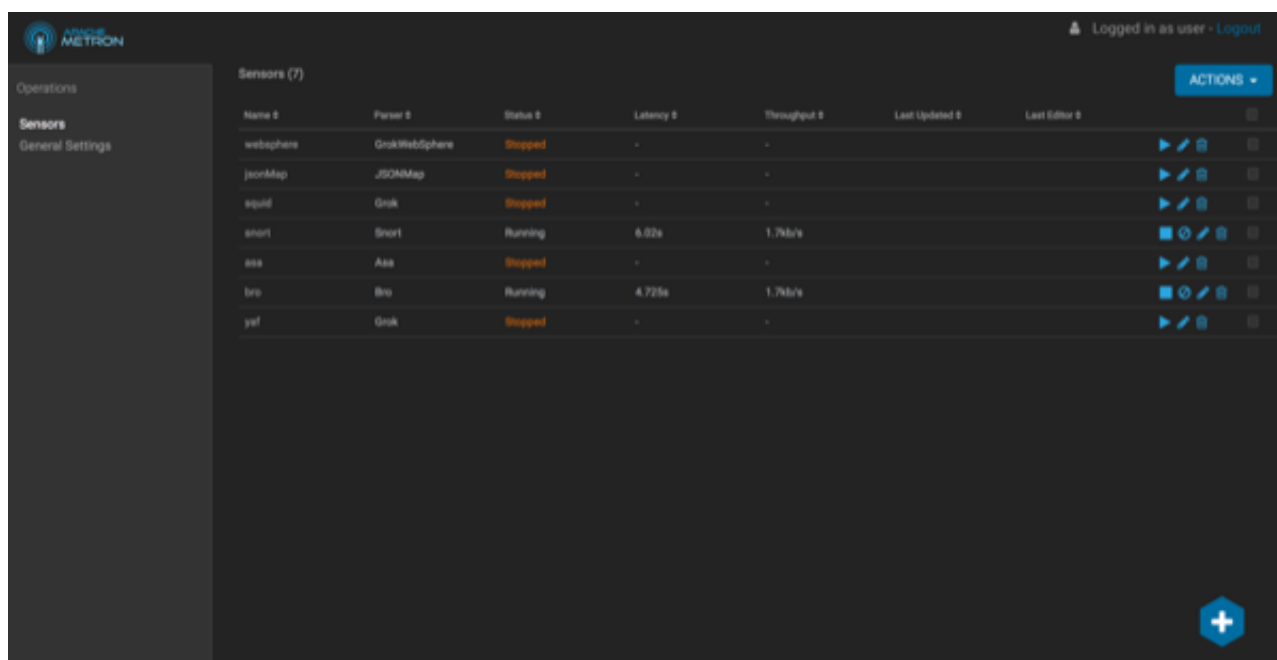 APACHE
METRON
Logged in as user - Logout
Operations
Sensors
General Settings
Sensors (7)
ACTIONS
Name Parser Status Latency Throughput Last Updated Last Editor
websphere GrokWebSphere Stopped - -
jsonMap JSONMap Stopped - -
squid Grok Stopped - -
snort Snort Running 6.02s 1.7kb/s
asa Asa Stopped - -
bro Bro Running 4.725s 1.7kb/s
yaf Grok Stopped - -